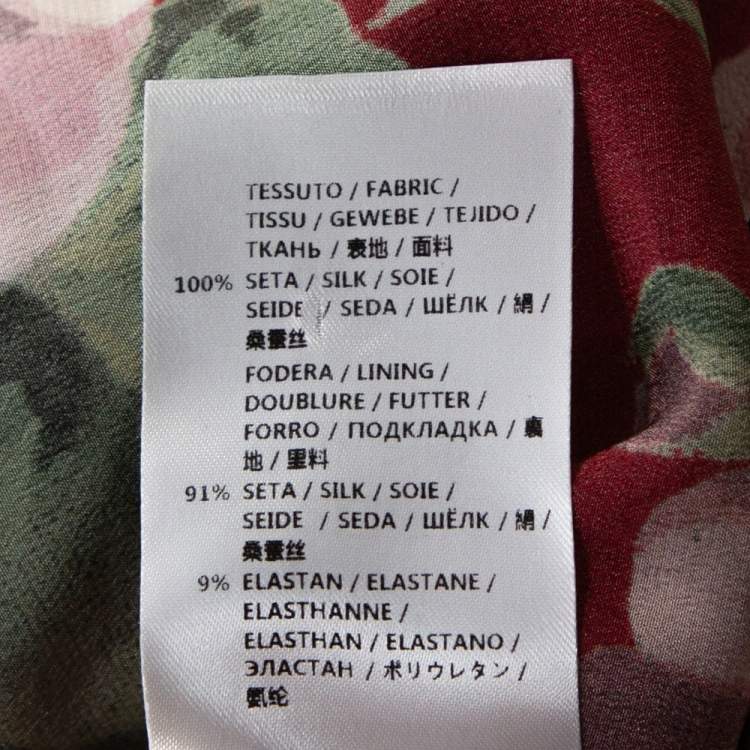 TESSUTO / FABRIC /
TISSU / GEWEBE / TEJIDO /
ТКАНЬ / 表地 / 面料
100% SETA / SILK / SOIE /
SEIDE / SEDA / ШЁЛК / 絹 /
桑蚕丝
FODERA / LINING /
DOUBLURE / FUTTER /
FORRO / ПОДКЛАДКА / 裏
地 / 里料
91% SETA / SILK / SOIE /
SEIDE / SEDA / ШЁЛК / 絹 /
桑蚕丝
9% ELASTAN / ELASTANE /
ELASTHANNE /
ELASTHAN / ELASTANO /
ЭЛАСТАН / ポリウレタン /
氨纶